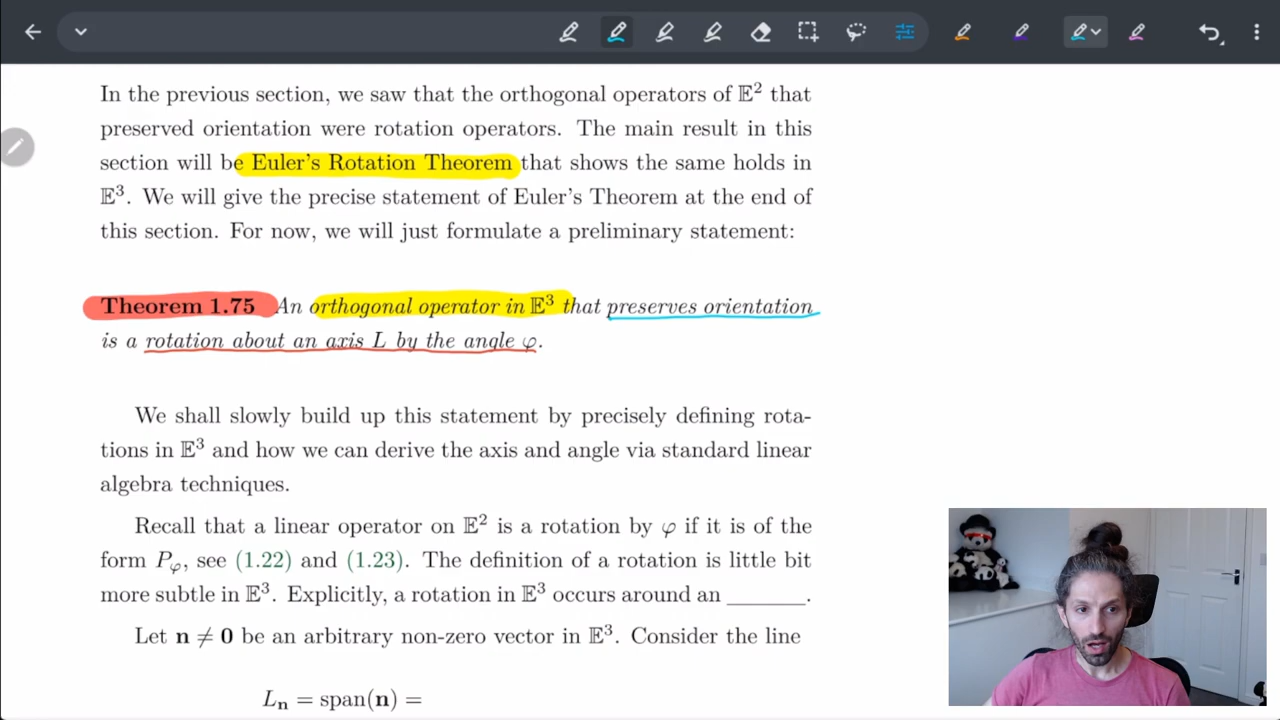 In the previous section, we saw that the orthogonal operators of 𝔼² that
preserved orientation were rotation operators. The main result in this
section will be Euler's Rotation Theorem that shows the same holds in
𝔼³. We will give the precise statement of Euler's Theorem at the end of
this section. For now, we will just formulate a preliminary statement:
Theorem 1.75 An orthogonal operator in 𝔼³ that preserves orientation
is a rotation about an axis L by the angle φ.
We shall slowly build up this statement by precisely defining rota-
tions in 𝔼³ and how we can derive the axis and angle via standard linear
algebra techniques.
Recall that a linear operator on 𝔼² is a rotation by φ if it is of the
form P_φ, see (1.22) and (1.23). The definition of a rotation is little bit
more subtle in 𝔼³. Explicitly, a rotation in 𝔼³ occurs around an ______.
Let n ≠ 0 be an arbitrary non-zero vector in 𝔼³. Consider the line
L_n = span(n) =